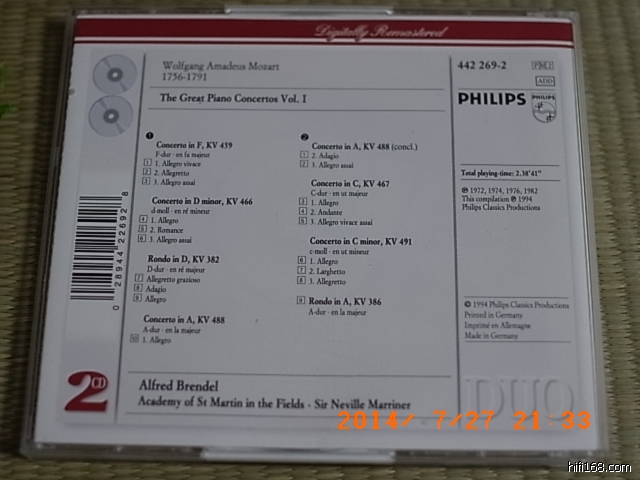 Digitally Remastered
Wolfgang Amadeus Mozart
1756-1791
The Great Piano Concertos Vol. I
1
Concerto in F, KV 459
F-dur · en fa majeur
1 1. Allegro vivace
2 2. Allegretto
3 3. Allegro assai
Concerto in D minor, KV 466
d-moll · en ré mineur
4 1. Allegro
5 2. Romance
6 3. Allegro assai
Rondo in D, KV 382
D-dur · en ré majeur
7 Allegretto grazioso
8 Adagio
9 Allegro
Concerto in A, KV 488
A-dur · en la majeur
10 1. Allegro
2
Concerto in A, KV 488 (concl.)
1 2. Adagio
2 3. Allegro assai
Concerto in C, KV 467
C-dur · en ut majeur
3 1. Allegro
4 2. Andante
5 3. Allegro vivace assai
Concerto in C minor, KV 491
c-moll · en ut mineur
6 1. Allegro
7 2. Larghetto
8 3. Allegretto
9 Rondo in A, KV 386
A-dur · en la majeur
Alfred Brendel
Academy of St Martin in the Fields · Sir Neville Marriner
442 269-2
PM 2
ADD
PHILIPS
PHILIPS
Total playing-time: 2.38'41"
℗ 1972, 1974, 1976, 1982
This compilation ℗ 1994
Philips Classics Productions
© 1994 Philips Classics Productions
Printed in Germany
Imprimé en Allemagne
Made in Germany
DUO
0 28944 22692 8
2 CD
2014/ 7/27 21:33
hifi168.com